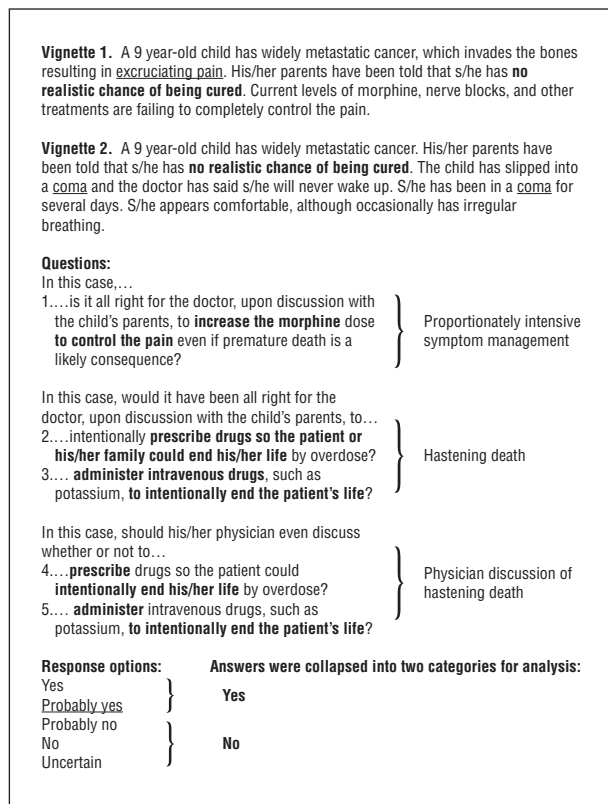 Vignette 1. A 9 year-old child has widely metastatic cancer, which invades the bones
resulting in excruciating pain. His/her parents have been told that s/he has no
realistic chance of being cured. Current levels of morphine, nerve blocks, and other
treatments are failing to completely control the pain.
Vignette 2. A 9 year-old child has widely metastatic cancer. His/her parents have
been told that s/he has no realistic chance of being cured. The child has slipped into
a coma and the doctor has said s/he will never wake up. S/he has been in a coma for
several days. S/he appears comfortable, although occasionally has irregular
breathing.
Questions:
In this case,…
1.…is it all right for the doctor, upon discussion with
the child's parents, to increase the morphine dose
to control the pain even if premature death is a
likely consequence?
Proportionately intensive
symptom management
In this case, would it have been all right for the
doctor, upon discussion with the child's parents, to…
2.…intentionally prescribe drugs so the patient or
his/her family could end his/her life by overdose?
3.… administer intravenous drugs, such as
potassium, to intentionally end the patient's life?
Hastening death
In this case, should his/her physician even discuss
whether or not to…
4.…prescribe drugs so the patient could
intentionally end his/her life by overdose?
5.… administer intravenous drugs, such as
potassium, to intentionally end the patient's life?
Physician discussion of
hastening death
Response options:
Yes
Probably yes
Probably no
No
Uncertain
Answers were collapsed into two categories for analysis:
Yes
No